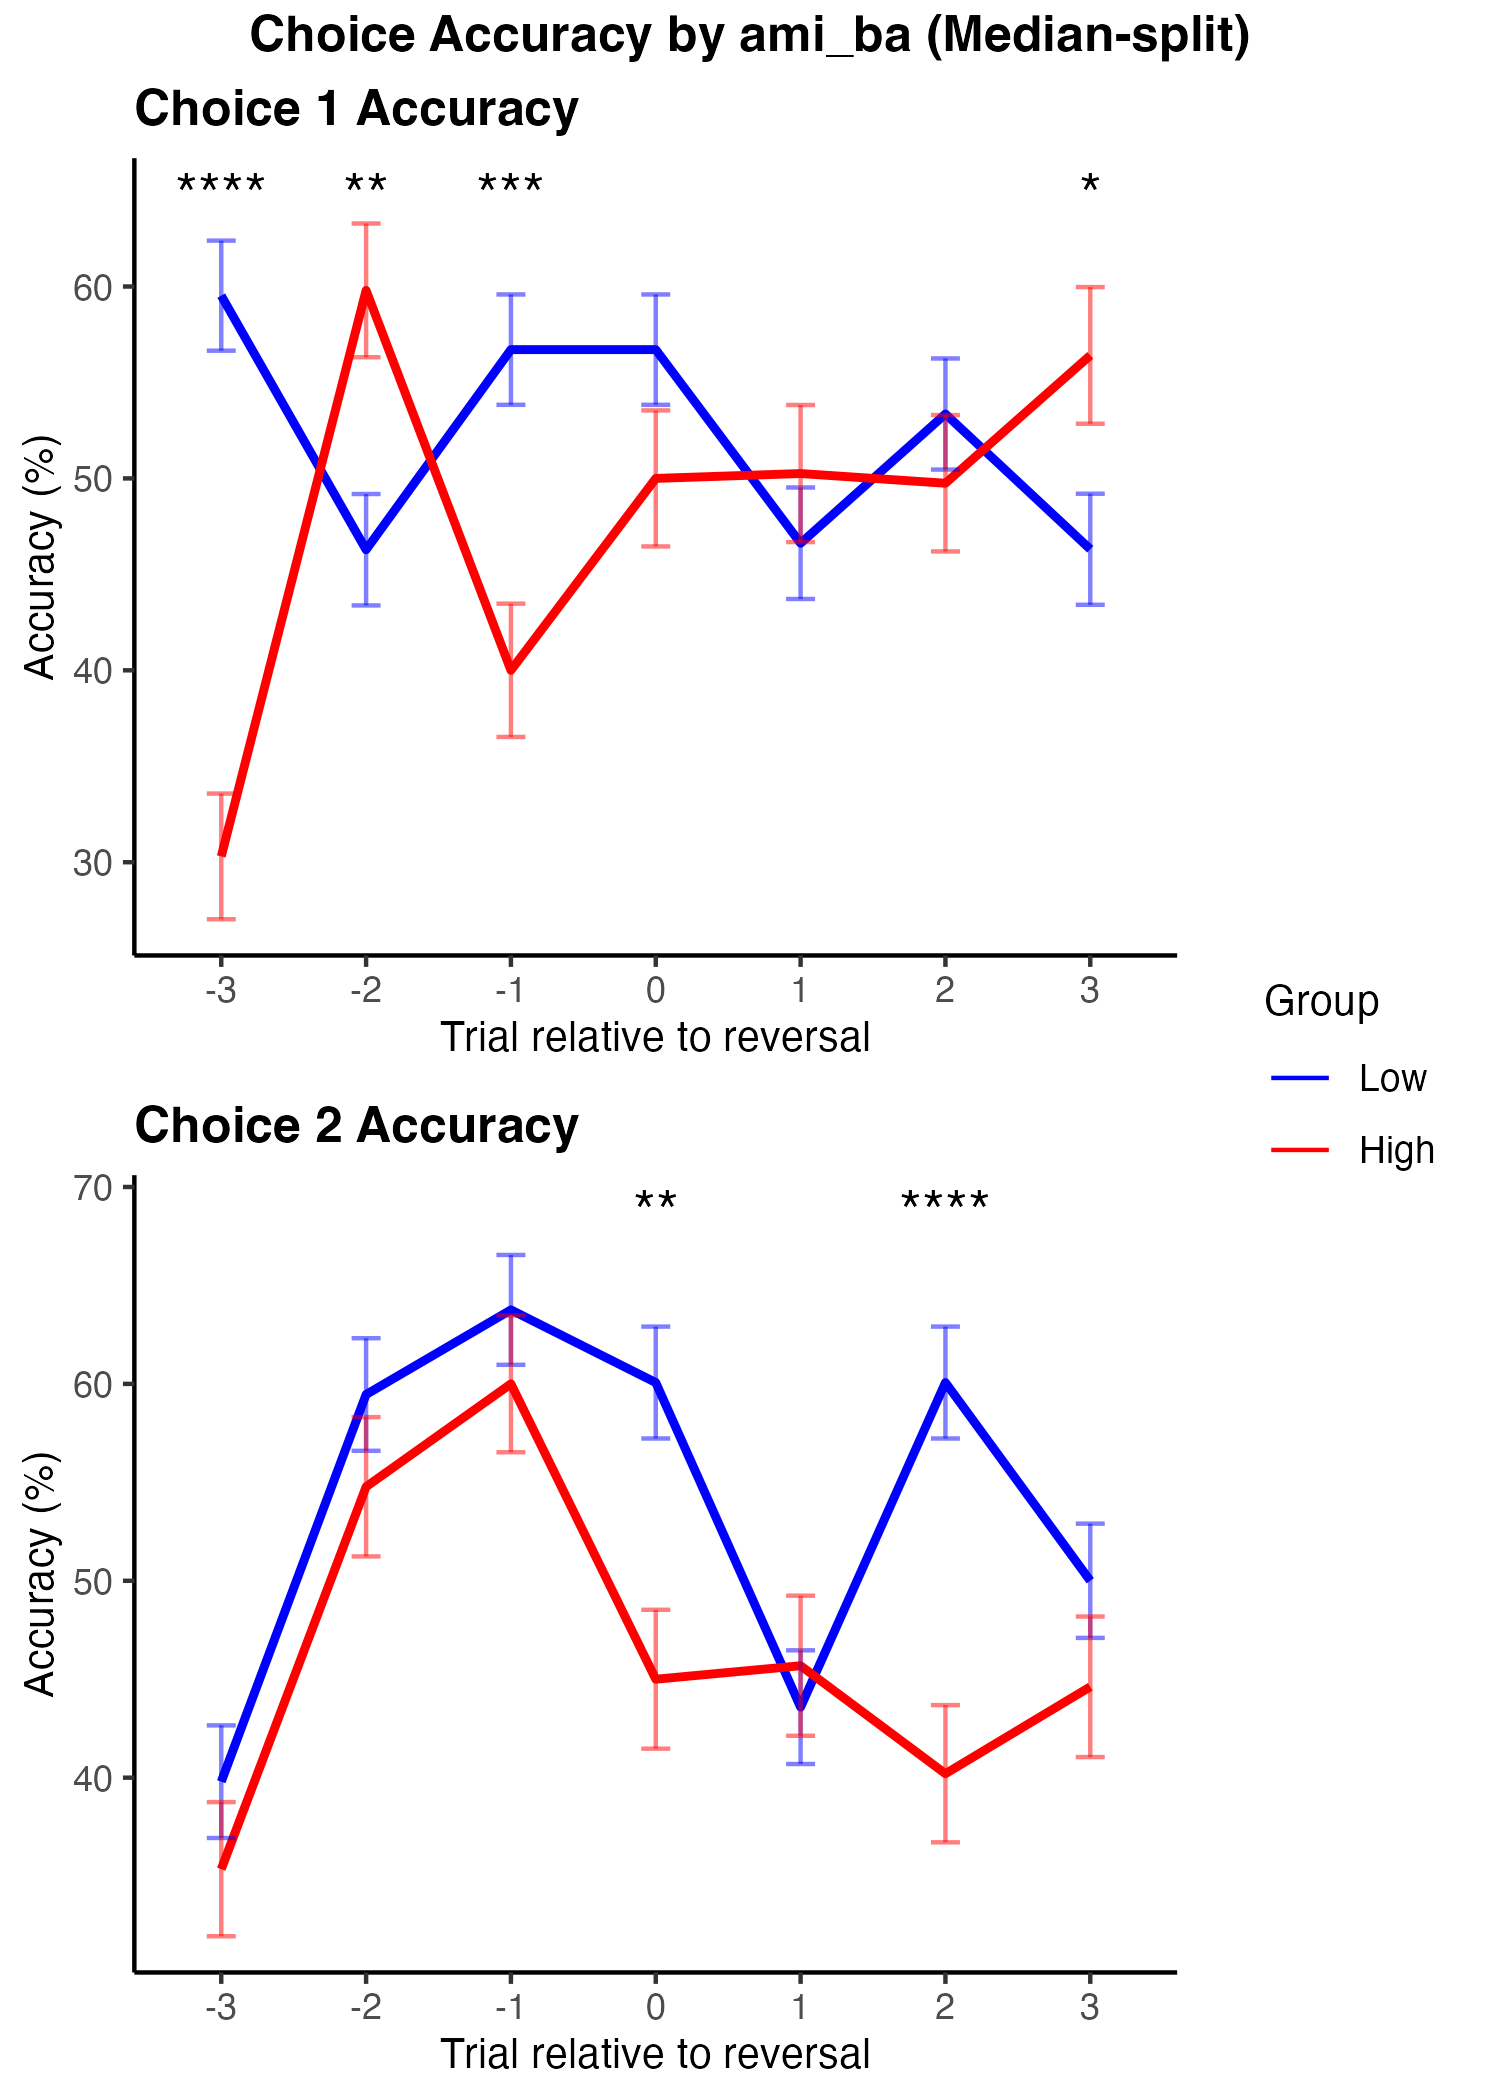 Choice Accuracy by ami_ba (Median-split)
Choice 1 Accuracy
**** ** *** *
60
50
40
30
Accuracy (%)
-3 -2 -1 0 1 2 3
Trial relative to reversal
Group
Low
High
Choice 2 Accuracy
** ****
70
60
50
40
Accuracy (%)
-3 -2 -1 0 1 2 3
Trial relative to reversal